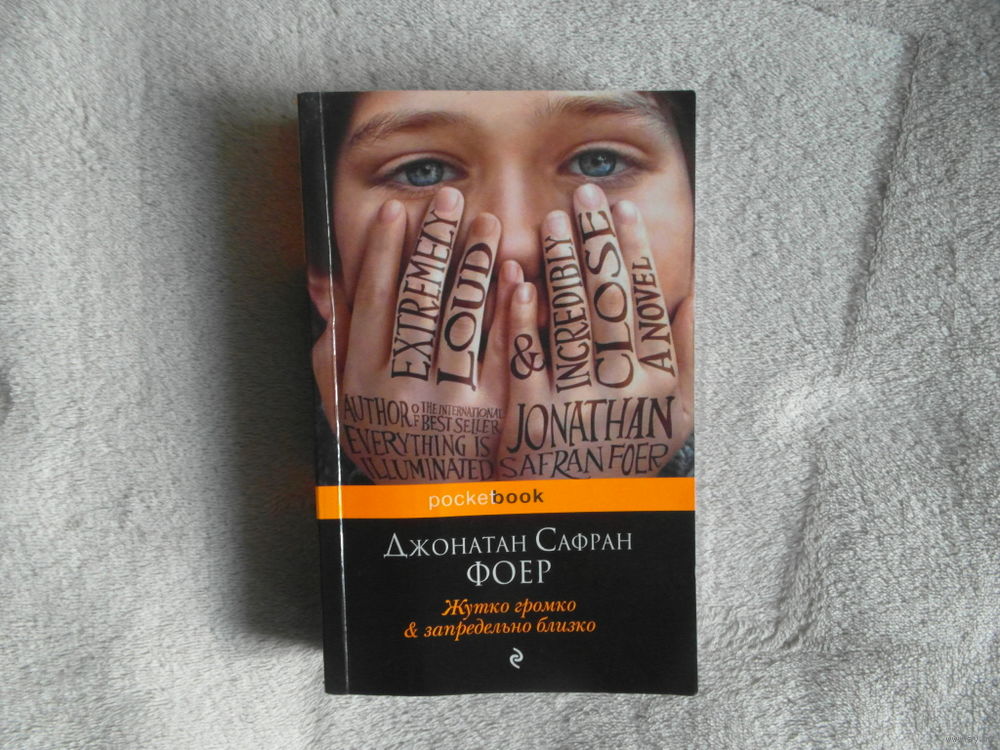 EXTREMELY
LOUD
&
INCREDIBLY
CLOSE
A NOVEL
AUTHOR OF THE INTERNATIONAL
BEST SELLER
EVERYTHING IS
ILLUMINATED
JONATHAN
SAFRAN FOER
pocketbook
ДЖОНАТАН САФРАН
ФОЕР
Жутко громко
& запредельно близко